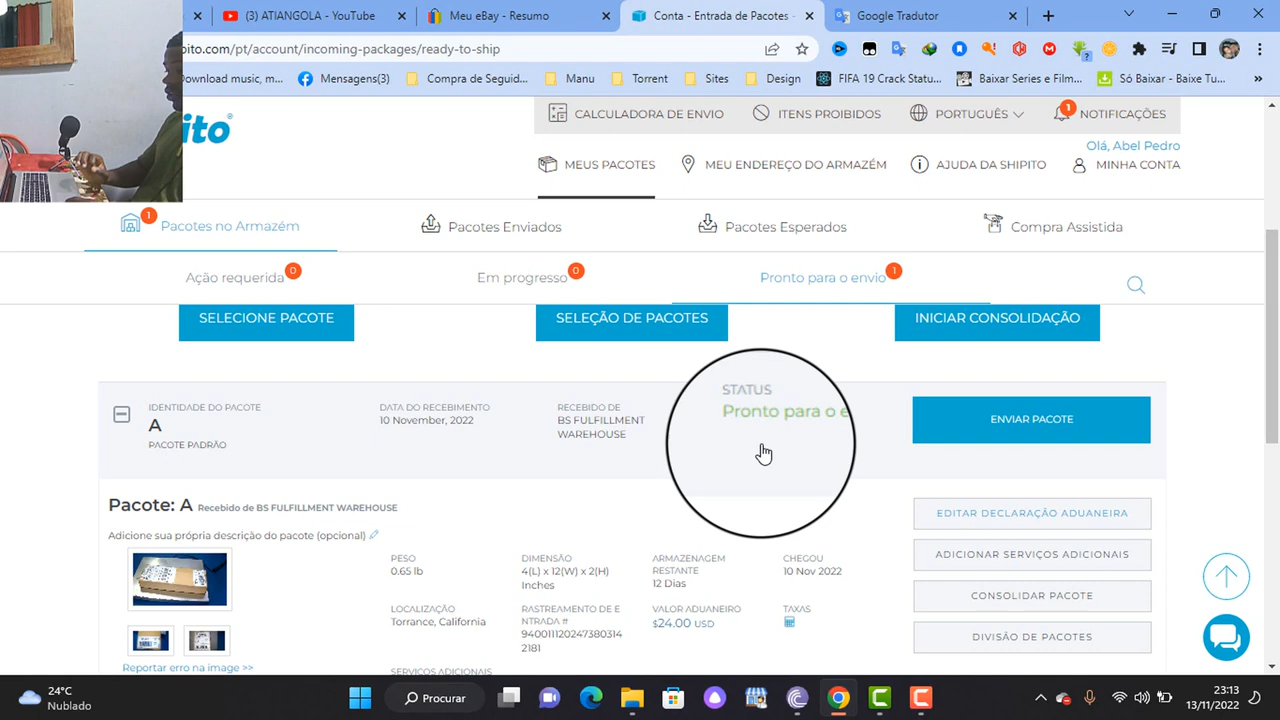 (3) ATIANGOLA - YouTube
Meu eBay - Resumo
Conta - Entrada de Pacotes -
Google Tradutor
pito.com/pt/account/incoming-packages/ready-to-ship
Download music, m...
Mensagens(3)
Compra de Seguid...
Manu
Torrent
Sites
Design
FIFA 19 Crack Statu...
Baixar Series e Film...
Só Baixar - Baixe Tu...
ito®
CALCULADORA DE ENVIO
ITENS PROIBIDOS
PORTUGUÊS
1
NOTIFICAÇÕES
Olá, Abel Pedro
MEUS PACOTES
MEU ENDEREÇO DO ARMAZÉM
AJUDA DA SHIPITO
MINHA CONTA
1
Pacotes no Armazém
Pacotes Enviados
Pacotes Esperados
Compra Assistida
Ação requerida
0
Em progresso
0
Pronto para o envio
1
SELECIONE PACOTE
SELEÇÃO DE PACOTES
INICIAR CONSOLIDAÇÃO
IDENTIDADE DO PACOTE
A
PACOTE PADRÃO
DATA DO RECEBIMENTO
10 November, 2022
RECEBIDO DE
BS FULFILLMENT
WAREHOUSE
STATUS
Pronto para o e
ENVIAR PACOTE
Pacote: A Recebido de BS FULFILLMENT WAREHOUSE
Adicione sua própria descrição do pacote (opcional)
PESO
0.65 lb
DIMENSÃO
4(L) x 12(W) x 2(H)
Inches
ARMAZENAGEM
RESTANTE
12 Dias
CHEGOU
10 Nov 2022
LOCALIZAÇÃO
Torrance, California
RASTREAMENTO DE E
NTRADA #
940011120247380314
2181
VALOR ADUANEIRO
$24.00 USD
TAXAS
SERVIÇOS ADICIONAIS
Reportar erro na image >>
EDITAR DECLARAÇÃO ADUANEIRA
ADICIONAR SERVIÇOS ADICIONAIS
CONSOLIDAR PACOTE
DIVISÃO DE PACOTES
24°C
Nublado
Procurar
23:13
13/11/2022